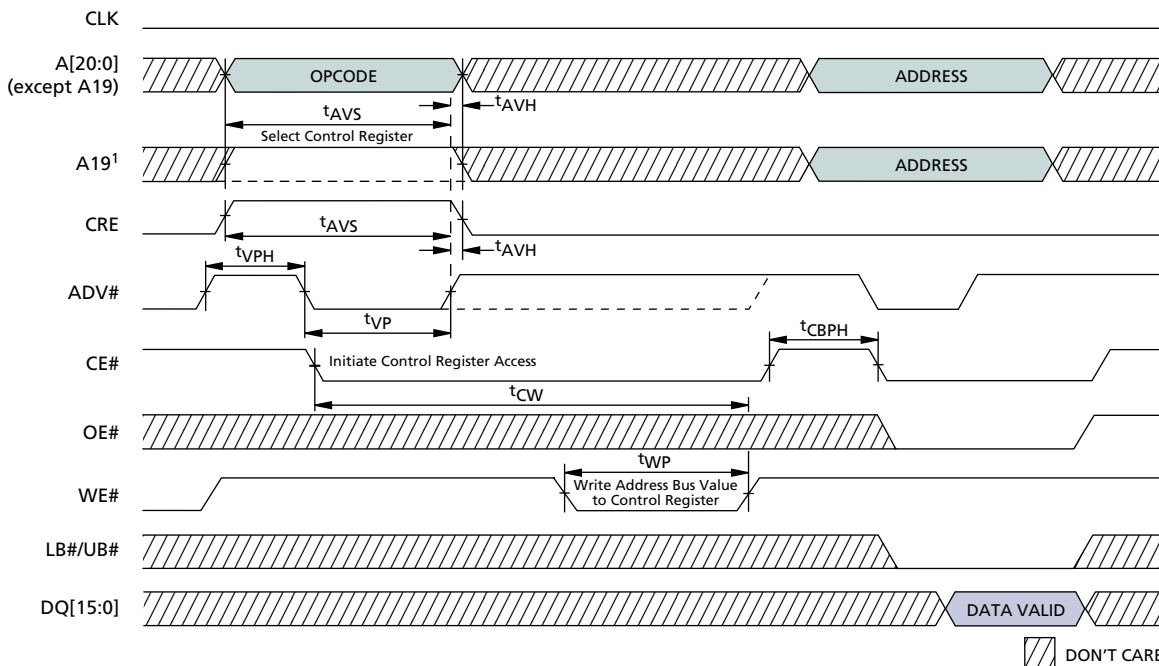 CLK
A[20:0]
(except A19)
OPCODE
ADDRESS
tAVS
tAVH
Select Control Register
A19¹
ADDRESS
CRE
tAVS
tAVH
tVPH
ADV#
tVP
tCBPH
CE#
Initiate Control Register Access
tCW
OE#
tWP
WE#
Write Address Bus Value
to Control Register
LB#/UB#
DQ[15:0]
DATA VALID
DON'T CARE